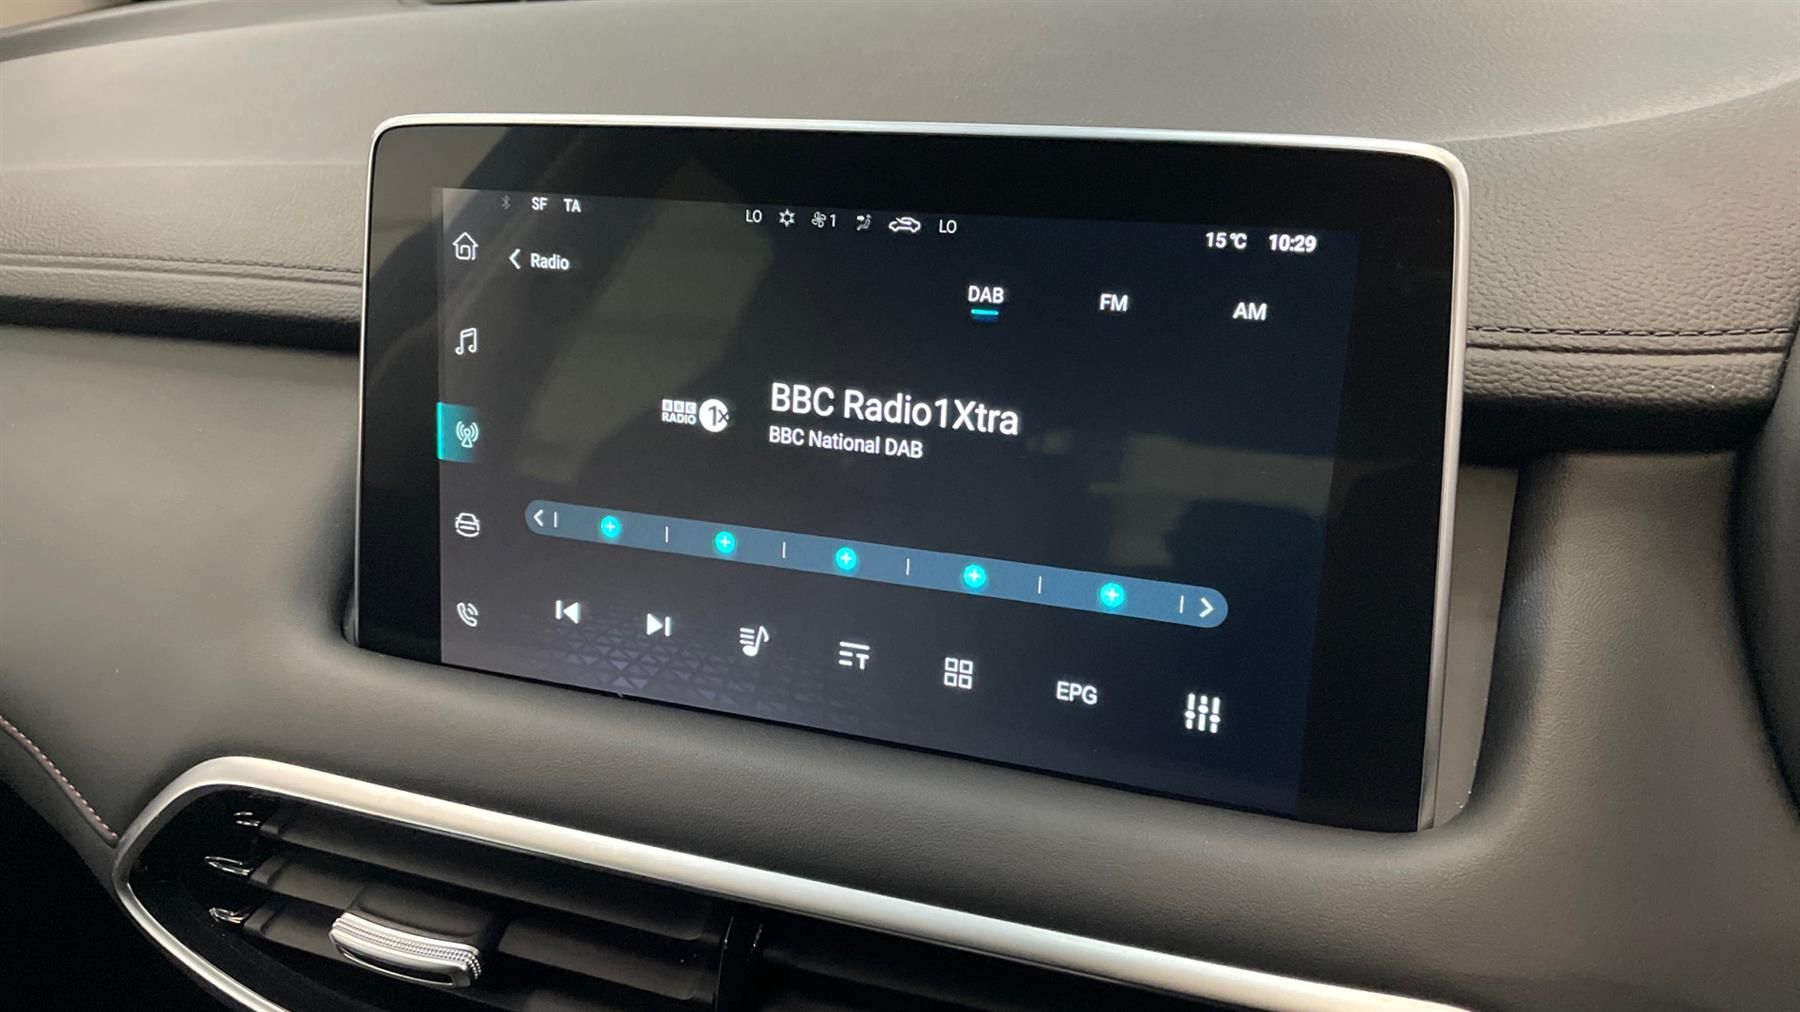 SF TA
LO 1 LO
15℃ 10:29
Radio
DAB FM AM
BBC
RADIO 1X
BBC Radio1Xtra
BBC National DAB
EPG